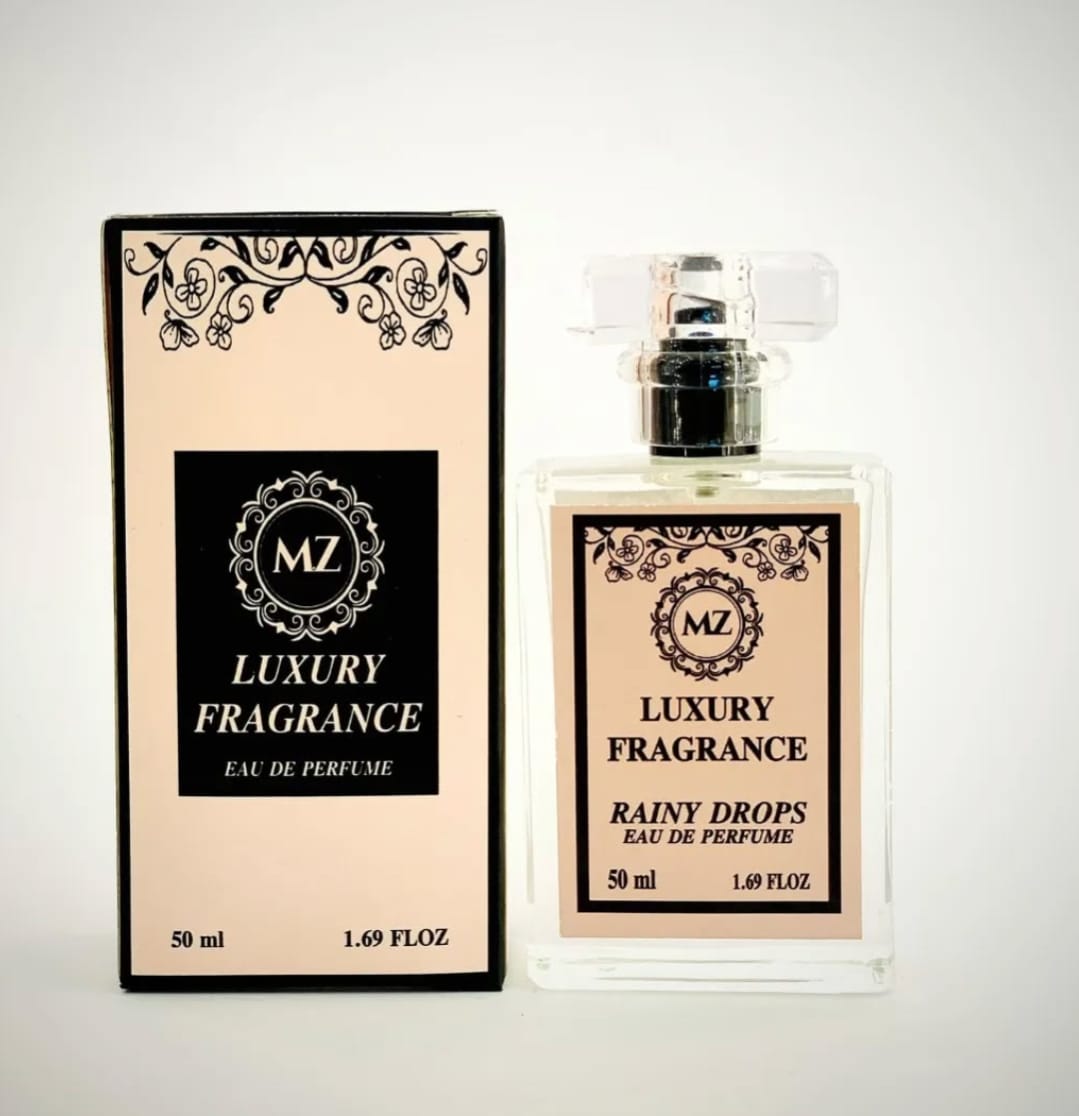 MZ
LUXURY
FRAGRANCE
EAU DE PERFUME
50 ml 1.69 FLOZ
MZ
LUXURY
FRAGRANCE
RAINY DROPS
EAU DE PERFUME
50 ml 1.69 FLOZ